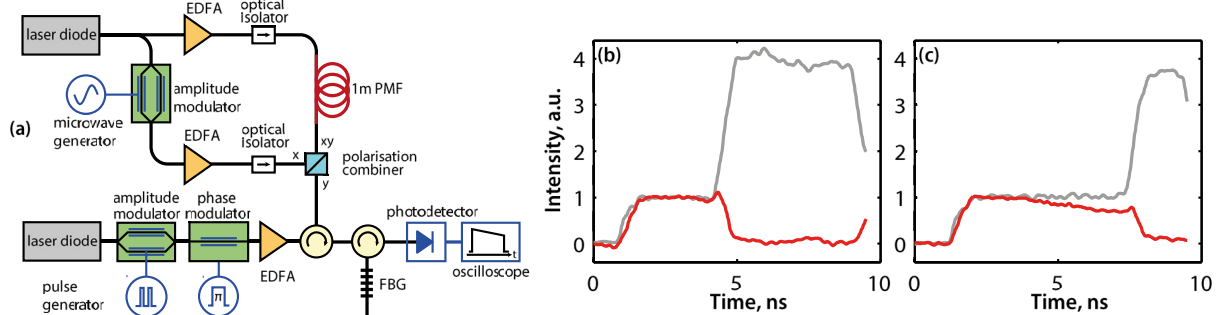 EDFA
optical
isolator
laser diode
1m PMF
amplitude
modulator
microwave
generator
(a)
EDFA
optical
isolator
xy
x
polarisation
combiner
y
amplitude
modulator
phase
modulator
photodetector
laser diode
EDFA
t
oscilloscope
FBG
pulse
generator
π
(b)
Intensity, a.u.
4
3
2
1
0
0
5
10
Time, ns
(c)
4
3
2
1
0
0
5
10
Time, ns